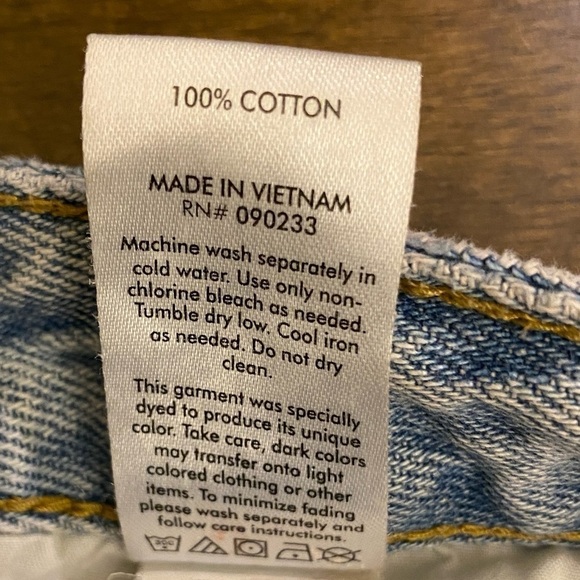 100% COTTON
MADE IN VIETNAM
RN# 090233
Machine wash separately in
cold water. Use only non-
chlorine bleach as needed.
Tumble dry low. Cool iron
as needed. Do not dry
clean.
This garment was specially
dyed to produce its unique
color. Take care, dark colors
may transfer onto light
colored clothing or other
items. To minimize fading
please wash separately and
follow care instructions.
30C